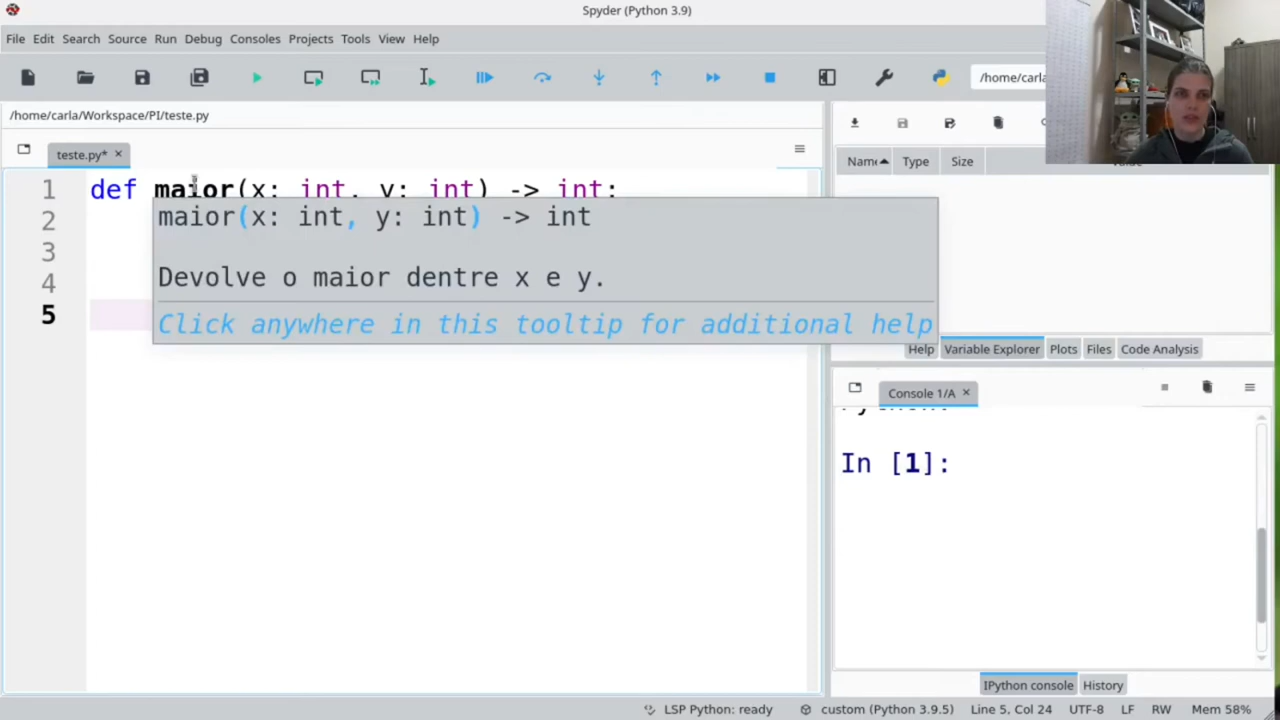 Spyder (Python 3.9)
File Edit Search Source Run Debug Consoles Projects Tools View Help
/home/carla
/home/carla/Workspace/PI/teste.py
teste.py*
Name Type Size
1 def maior(x: int, y: int) -> int:
2 maior(x: int, y: int) -> int
3
4 Devolve o maior dentre x e y.
5 Click anywhere in this tooltip for additional help
Help Variable Explorer Plots Files Code Analysis
Console 1/A
In [1]:
IPython console History
LSP Python: ready custom (Python 3.9.5) Line 5, Col 24 UTF-8 LF RW Mem 58%